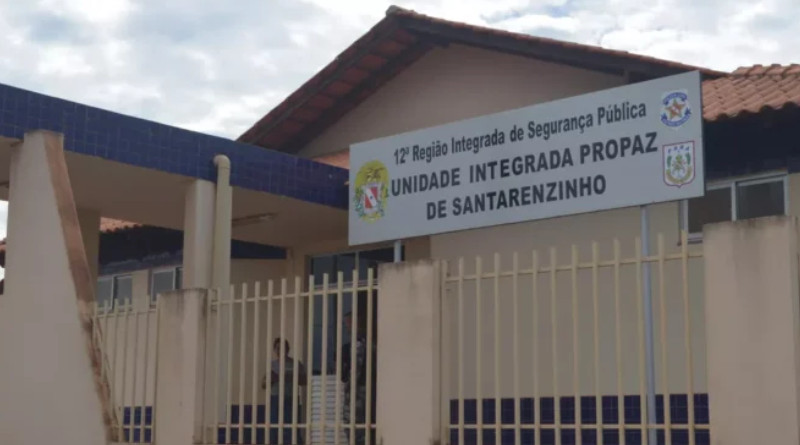 12ª Região Integrada de Segurança Pública
UNIDADE INTEGRADA PROPAZ
DE SANTARENZINHO